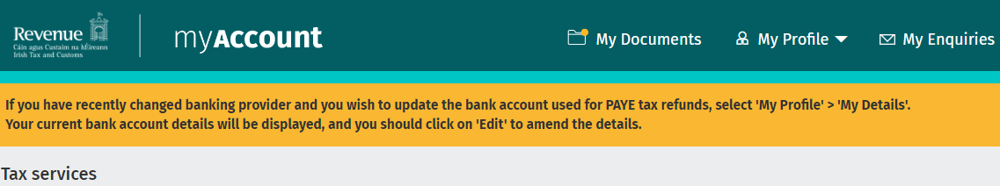 Revenue
Cáin agus Custaim na hÉireann
Irish Tax and Customs
myAccount
My Documents
My Profile
My Enquiries
If you have recently changed banking provider and you wish to update the bank account used for PAYE tax refunds, select 'My Profile' > 'My Details'.
Your current bank account details will be displayed, and you should click on 'Edit' to amend the details.
Tax services